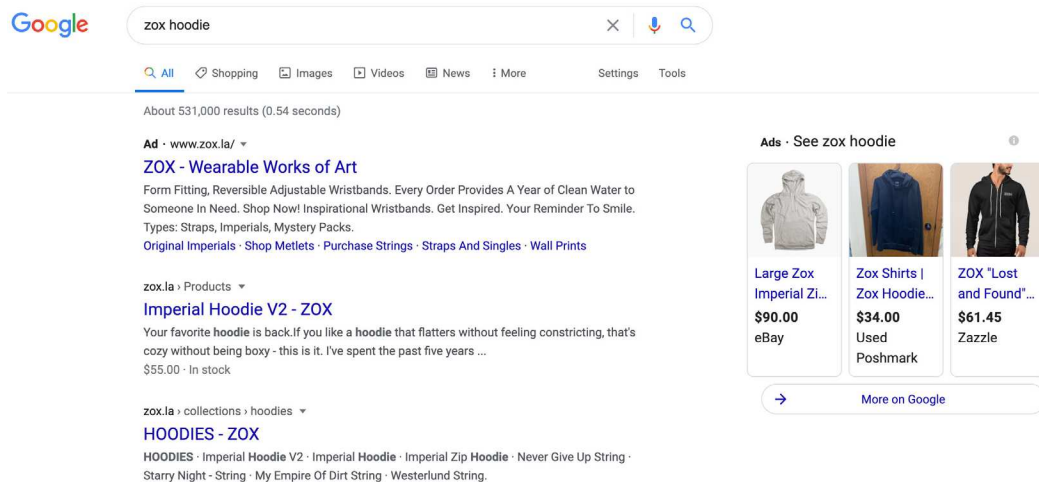 Google
zox hoodie
All
Shopping
Images
Videos
News
More
Settings
Tools
About 531,000 results (0.54 seconds)
Ad · www.zox.la/
ZOX - Wearable Works of Art
Form Fitting, Reversible Adjustable Wristbands. Every Order Provides A Year of Clean Water to
Someone In Need. Shop Now! Inspirational Wristbands. Get Inspired. Your Reminder To Smile.
Types: Straps, Imperials, Mystery Packs.
Original Imperials · Shop Metlets · Purchase Strings · Straps And Singles · Wall Prints
zox.la › Products
Imperial Hoodie V2 - ZOX
Your favorite hoodie is back.If you like a hoodie that flatters without feeling constricting, that's
cozy without being boxy - this is it. I've spent the past five years ...
$55.00 · In stock
zox.la › collections › hoodies
HOODIES - ZOX
HOODIES · Imperial Hoodie V2 · Imperial Hoodie · Imperial Zip Hoodie · Never Give Up String ·
Starry Night - String · My Empire Of Dirt String · Westerlund String.
Ads · See zox hoodie
Large Zox
Imperial Zi...
$90.00
eBay
Zox Shirts |
Zox Hoodie...
$34.00
Used
Poshmark
ZOX "Lost
and Found"...
$61.45
Zazzle
More on Google